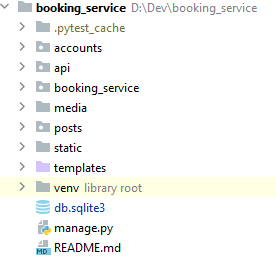 booking_service D:\Dev\booking_service
.pytest_cache
accounts
api
booking_service
media
posts
static
templates
venv library root
db.sqlite3
manage.py
MD README.md